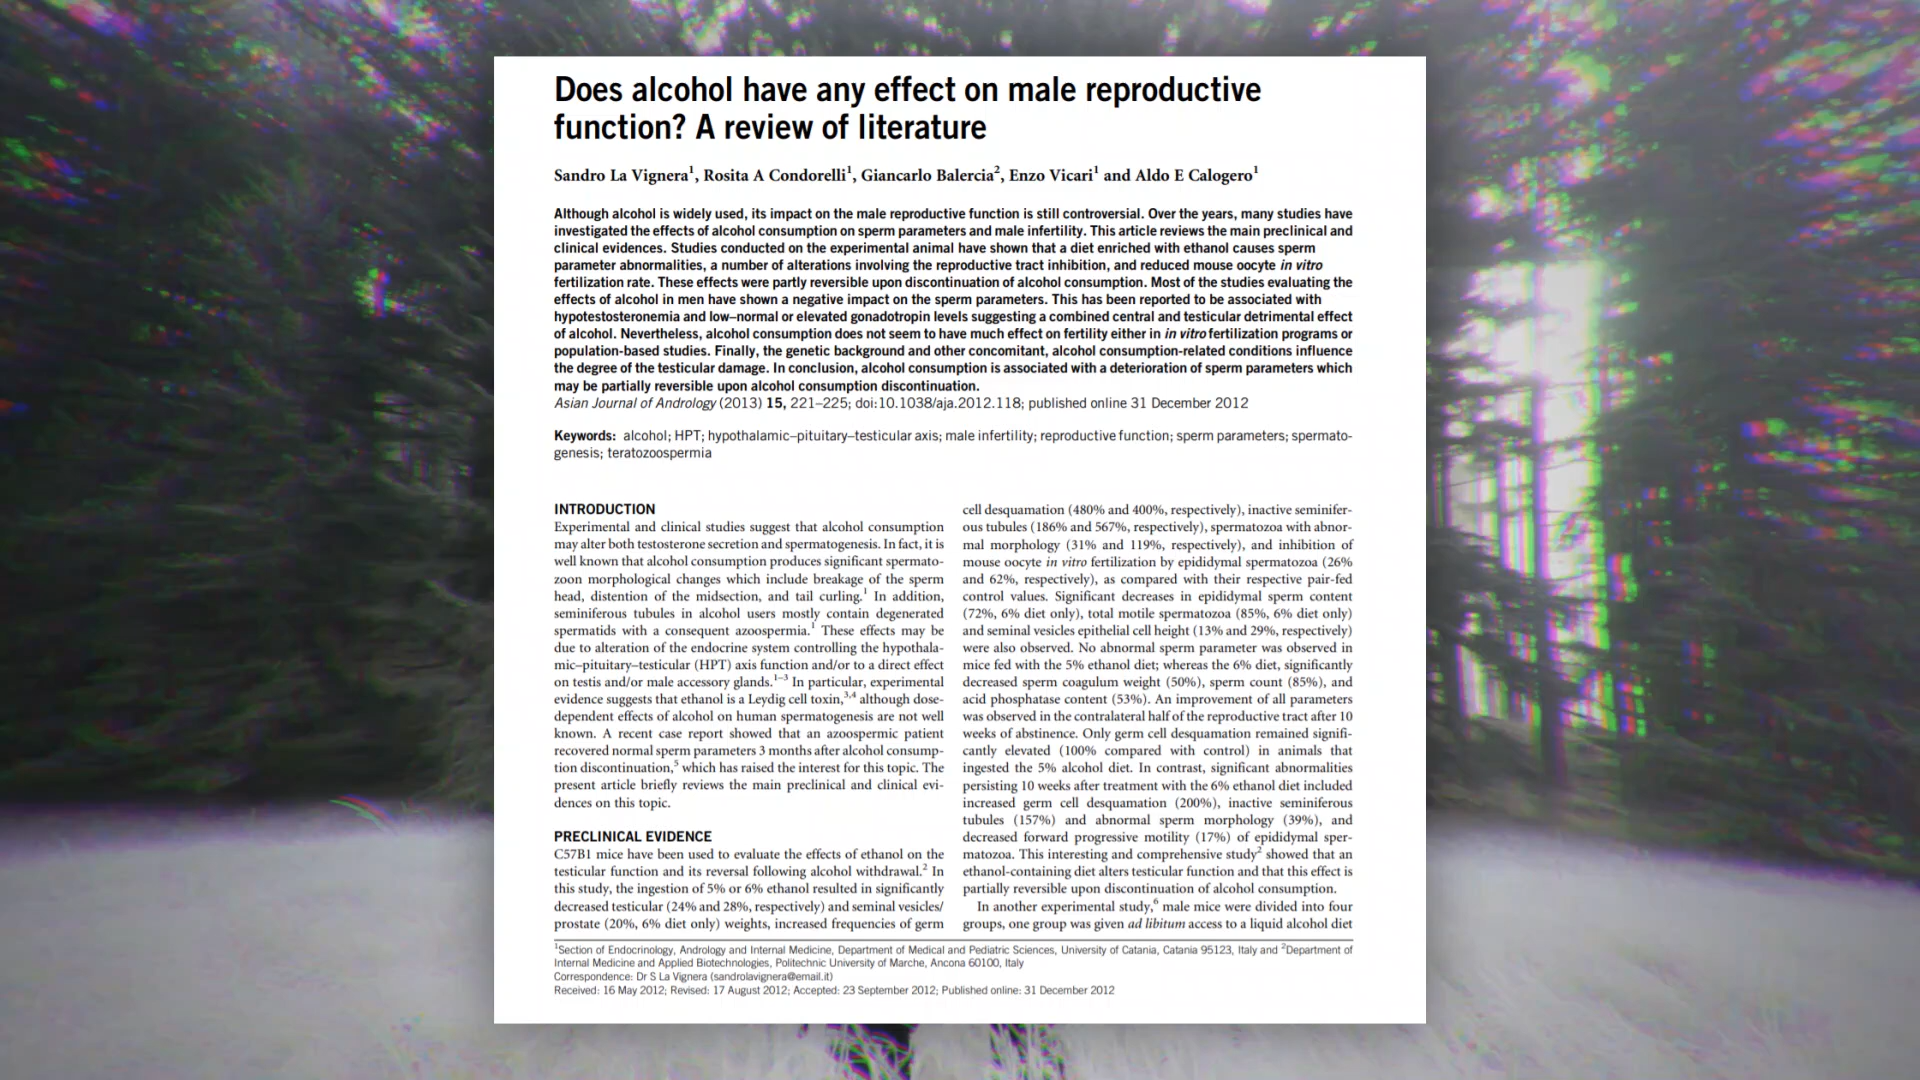 Does alcohol have any effect on male reproductive
function? A review of literature
Sandro La Vignera1, Rosita A Condorelli1, Giancarlo Balercia2, Enzo Vicari1 and Aldo E Calogero1
Although alcohol is widely used, its impact on the male reproductive function is still controversial. Over the years, many studies have
investigated the effects of alcohol consumption on sperm parameters and male infertility. This article reviews the main preclinical and
clinical evidences. Studies conducted on the experimental animal have shown that a diet enriched with ethanol causes sperm
parameter abnormalities, a number of alterations involving the reproductive tract inhibition, and reduced mouse oocyte in vitro
fertilization rate. These effects were partly reversible upon discontinuation of alcohol consumption. Most of the studies evaluating the
effects of alcohol in men have shown a negative impact on the sperm parameters. This has been reported to be associated with
hypotestosteronemia and low–normal or elevated gonadotropin levels suggesting a combined central and testicular detrimental effect
of alcohol. Nevertheless, alcohol consumption does not seem to have much effect on fertility either in in vitro fertilization programs or
population-based studies. Finally, the genetic background and other concomitant, alcohol consumption-related conditions influence
the degree of the testicular damage. In conclusion, alcohol consumption is associated with a deterioration of sperm parameters which
may be partially reversible upon alcohol consumption discontinuation.
Asian Journal of Andrology (2013) 15, 221–225; doi:10.1038/aja.2012.118; published online 31 December 2012
Keywords: alcohol; HPT; hypothalamic–pituitary–testicular axis; male infertility; reproductive function; sperm parameters; spermato-
genesis; teratozoospermia
INTRODUCTION
Experimental and clinical studies suggest that alcohol consumption
may alter both testosterone secretion and spermatogenesis. In fact, it is
well known that alcohol consumption produces significant spermato-
zoon morphological changes which include breakage of the sperm
head, distention of the midsection, and tail curling.1 In addition,
seminiferous tubules in alcohol users mostly contain degenerated
spermatids with a consequent azoospermia.1 These effects may be
due to alteration of the endocrine system controlling the hypothala-
mic–pituitary–testicular (HPT) axis function and/or to a direct effect
on testis and/or male accessory glands.1–3 In particular, experimental
evidence suggests that ethanol is a Leydig cell toxin,3,4 although dose-
dependent effects of alcohol on human spermatogenesis are not well
known. A recent case report showed that an azoospermic patient
recovered normal sperm parameters 3 months after alcohol consump-
tion discontinuation,5 which has raised the interest for this topic. The
present article briefly reviews the main preclinical and clinical evi-
dences on this topic.
PRECLINICAL EVIDENCE
C57B1 mice have been used to evaluate the effects of ethanol on the
testicular function and its reversal following alcohol withdrawal.2 In
this study, the ingestion of 5% or 6% ethanol resulted in significantly
decreased testicular (24% and 28%, respectively) and seminal vesicles/
prostate (20%, 6% diet only) weights, increased frequencies of germ
cell desquamation (480% and 400%, respectively), inactive seminifer-
ous tubules (186% and 567%, respectively), spermatozoa with abnor-
mal morphology (31% and 119%, respectively), and inhibition of
mouse oocyte in vitro fertilization by epididymal spermatozoa (26%
and 62%, respectively), as compared with their respective pair-fed
control values. Significant decreases in epididymal sperm content
(72%, 6% diet only), total motile spermatozoa (85%, 6% diet only)
and seminal vesicles epithelial cell height (13% and 29%, respectively)
were also observed. No abnormal sperm parameter was observed in
mice fed with the 5% ethanol diet; whereas the 6% diet, significantly
decreased sperm coagulum weight (50%), sperm count (85%), and
acid phosphatase content (53%). An improvement of all parameters
was observed in the contralateral half of the reproductive tract after 10
weeks of abstinence. Only germ cell desquamation remained signifi-
cantly elevated (100% compared with control) in animals that
ingested the 5% alcohol diet. In contrast, significant abnormalities
persisting 10 weeks after treatment with the 6% ethanol diet included
increased germ cell desquamation (200%), inactive seminiferous
tubules (157%) and abnormal sperm morphology (39%), and
decreased forward progressive motility (17%) of epididymal sper-
matozoa. This interesting and comprehensive study2 showed that an
ethanol-containing diet alters testicular function and that this effect is
partially reversible upon discontinuation of alcohol consumption.
In another experimental study,6 male mice were divided into four
groups, one group was given ad libitum access to a liquid alcohol diet
1Section of Endocrinology, Andrology and Internal Medicine, Department of Medical and Pediatric Sciences, University of Catania, Catania 95123, Italy and 2Department of
Internal Medicine and Applied Biotechnologies, Politechnic University of Marche, Ancona 60100, Italy
Correspondence: Dr S La Vignera (sandrolavignera@email.it)
Received: 16 May 2012; Revised: 17 August 2012; Accepted: 23 September 2012; Published online: 31 December 2012